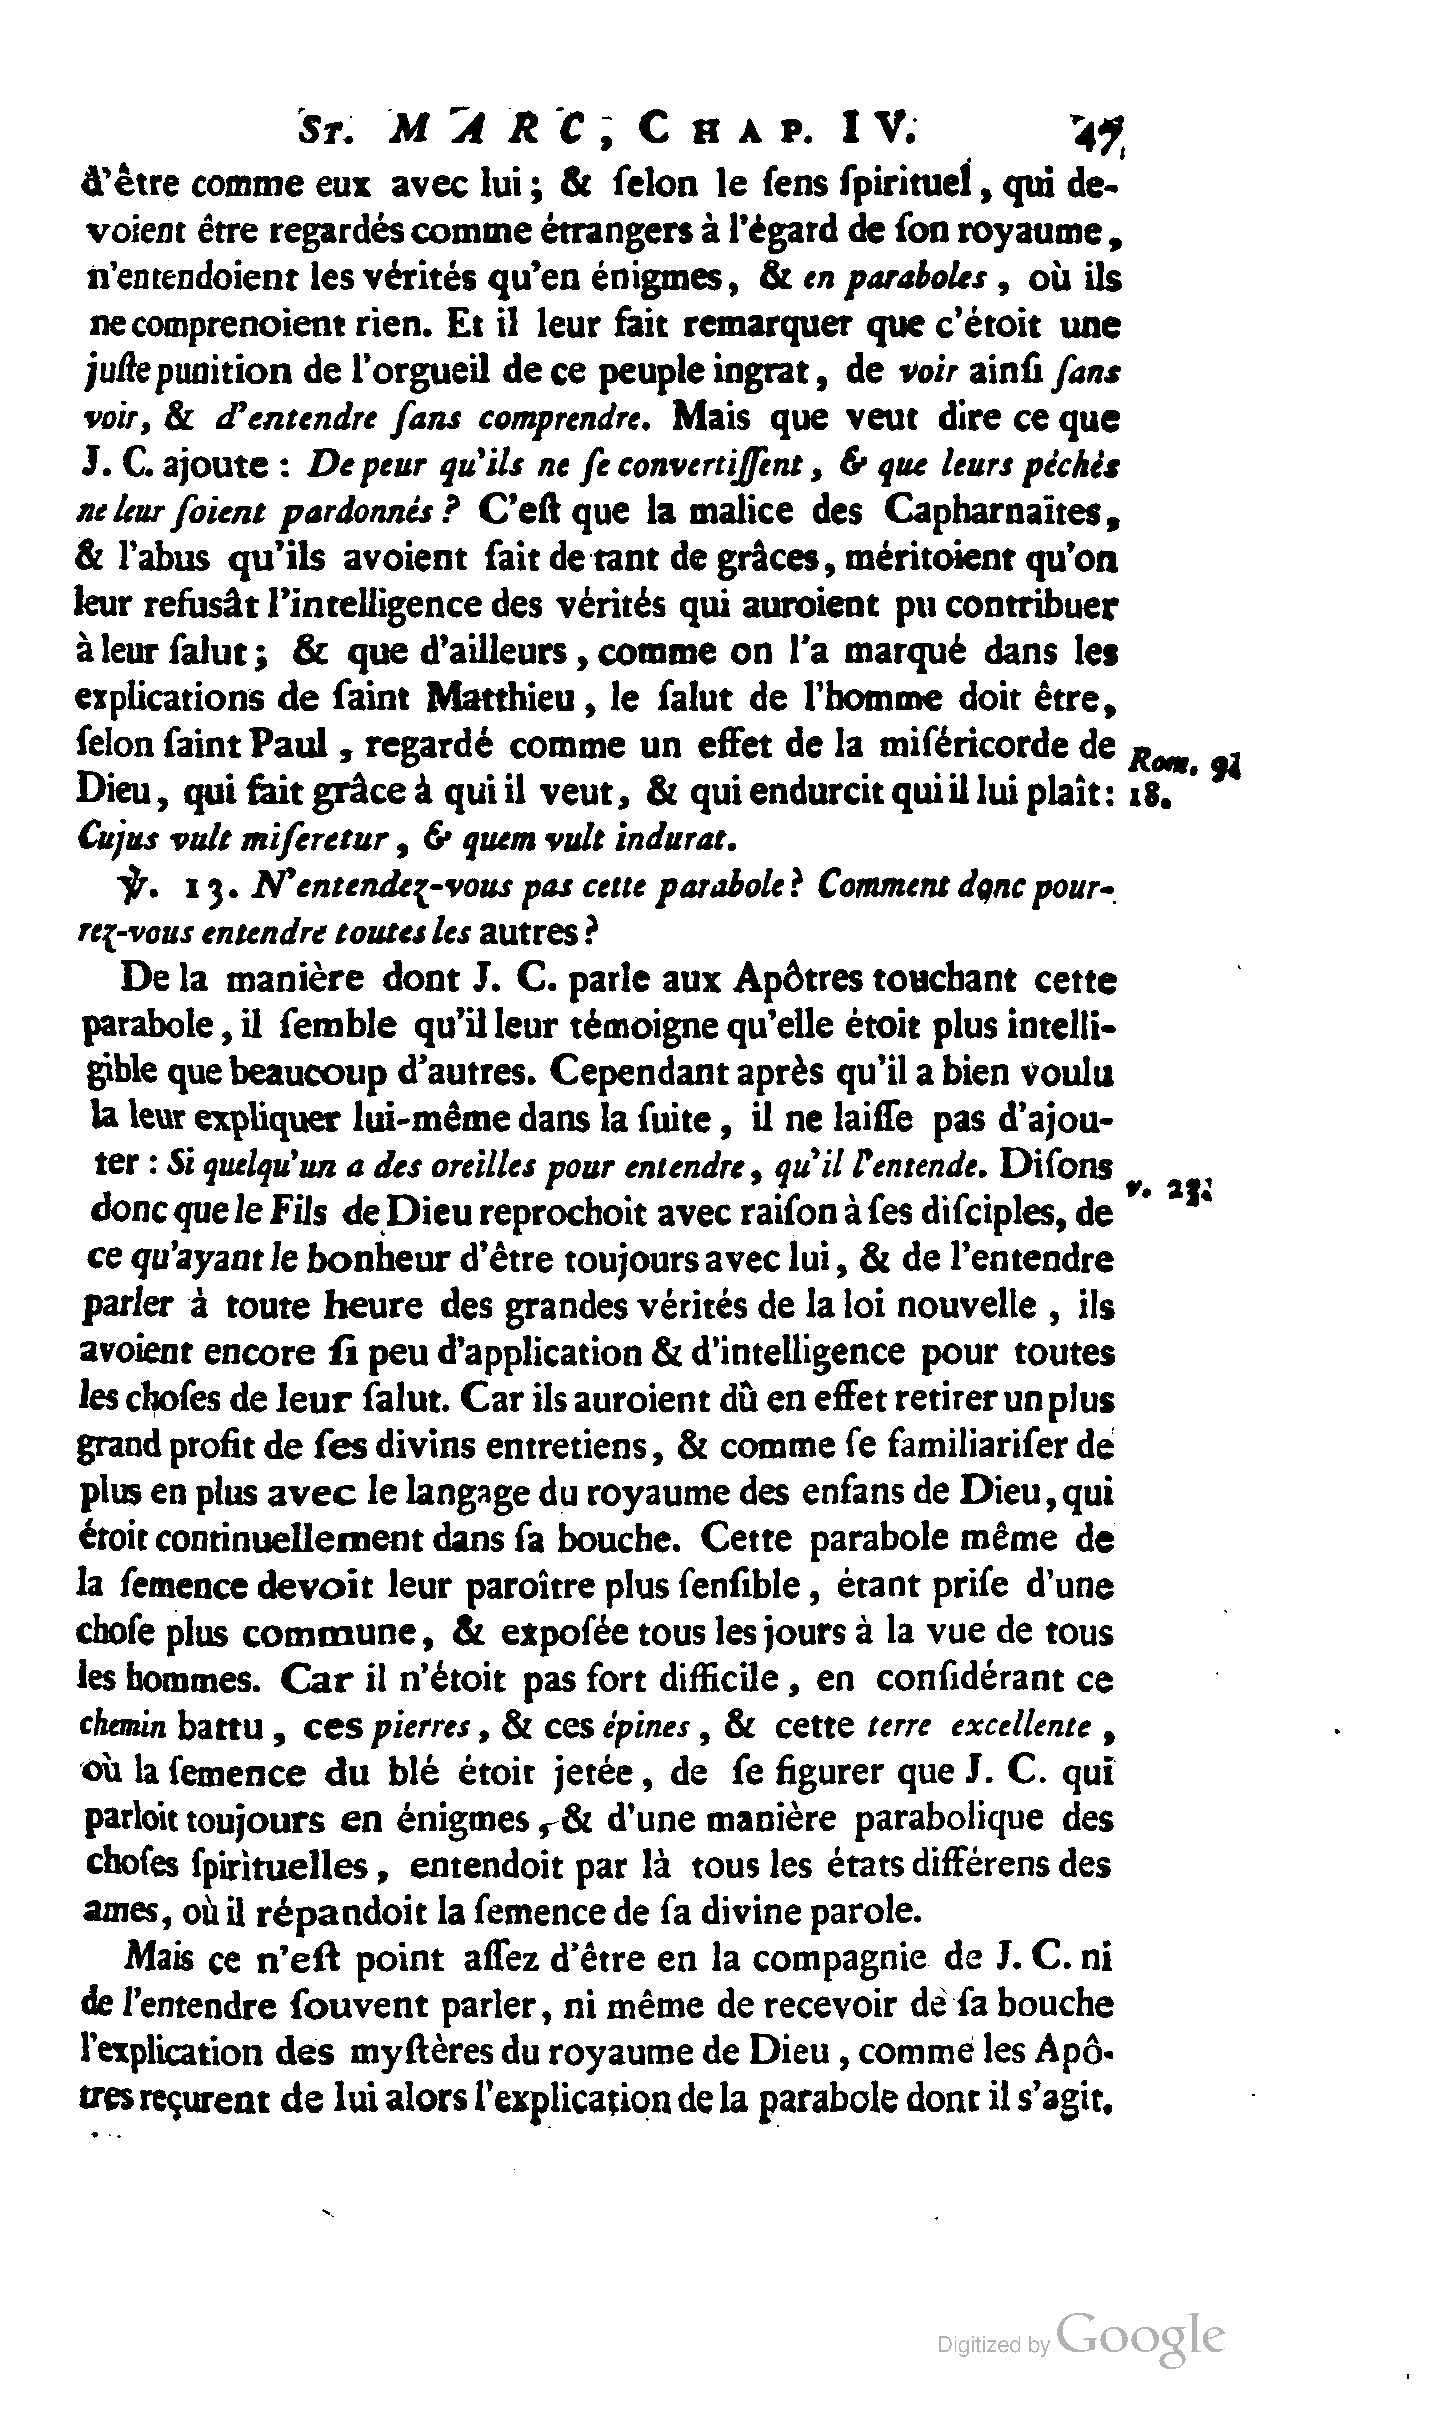 St. MARC, CHAP. IV. 47
d'être comme eux avec lui; & ſelon le ſens ſpirituel, qui de-
voient être regardés comme étrangers à l'égard de ſon royaume,
n'entendoient les vérités qu'en énigmes, & en paraboles, où ils
ne comprenoient rien. Et il leur fait remarquer que c'étoit une
juſte punition de l'orgueil de ce peuple ingrat, de voir ainſi ſans
voir, & d'entendre ſans comprendre. Mais que veut dire ce que
J. C. ajoute : De peur qu'ils ne ſe convertiſſent, & que leurs péchés
ne leur ſoient pardonnés ? C'eſt que la malice des Capharnaïtes,
& l'abus qu'ils avoient fait de tant de grâces, méritoient qu'on
leur refusât l'intelligence des vérités qui auroient pu contribuer
à leur ſalut; & que d'ailleurs, comme on l'a marqué dans les
explications de ſaint Matthieu, le ſalut de l'homme doit être,
ſelon ſaint Paul, regardé comme un effet de la miſéricorde de
Rom. 9.
Dieu, qui fait grâce à qui il veut, & qui endurcit qui il lui plaît:
18.
Cujus vult miſeretur, & quem vult indurat.
℣. 13. N'entendez-vous pas cette parabole? Comment donc pour-
rez-vous entendre toutes les autres?
De la manière dont J. C. parle aux Apôtres touchant cette
parabole, il ſemble qu'il leur témoigne qu'elle étoit plus intelli-
gible que beaucoup d'autres. Cependant après qu'il a bien voulu
la leur expliquer lui-même dans la ſuite, il ne laiſſe pas d'ajou-
ter : Si quelqu'un a des oreilles pour entendre, qu'il l'entende. Diſons
v. 23.
donc que le Fils de Dieu reprochoit avec raiſon à ſes diſciples, de
ce qu'ayant le bonheur d'être toujours avec lui, & de l'entendre
parler à toute heure des grandes vérités de la loi nouvelle, ils
avoient encore ſi peu d'application & d'intelligence pour toutes
les choſes de leur ſalut. Car ils auroient dû en effet retirer un plus
grand profit de ſes divins entretiens, & comme ſe familiariſer de
plus en plus avec le langage du royaume des enfans de Dieu, qui
étoit continuellement dans ſa bouche. Cette parabole même de
la ſemence devoit leur paroître plus ſenſible, étant priſe d'une
choſe plus commune, & expoſée tous les jours à la vue de tous
les hommes. Car il n'étoit pas fort difficile, en conſidérant ce
chemin battu, ces pierres, & ces épines, & cette terre excellente,
où la ſemence du blé étoit jetée, de ſe figurer que J. C. qui
parloit toujours en énigmes, & d'une manière parabolique des
choſes ſpirituelles, entendoit par là tous les états différens des
ames, où il répandoit la ſemence de ſa divine parole.
Mais ce n'eſt point aſſez d'être en la compagnie de J. C. ni
de l'entendre ſouvent parler, ni même de recevoir de ſa bouche
l'explication des myſtères du royaume de Dieu, comme les Apô-
tres reçurent de lui alors l'explication de la parabole dont il s'agit.
Digitized by Google